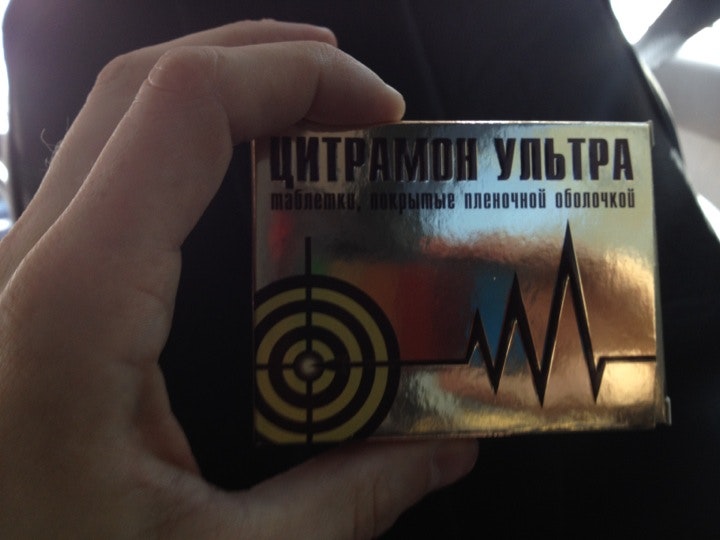 ЦИТРАМОН УЛЬТРА
таблетки, покрытые пленочной оболочкой